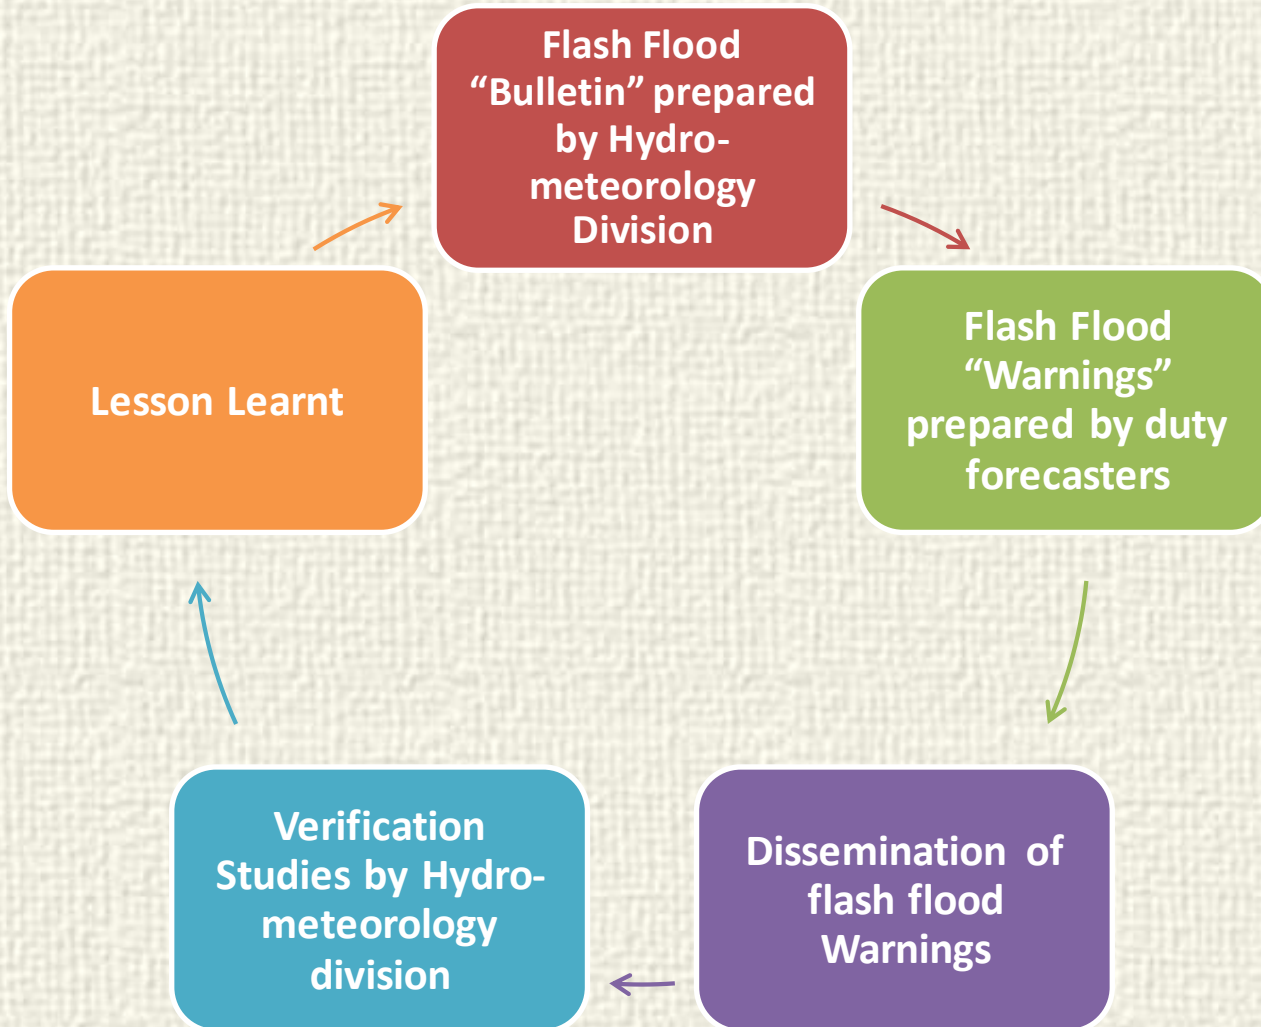 Flash Flood
“Bulletin” prepared
by Hydro-
meteorology
Division
Flash Flood
“Warnings”
prepared by duty
forecasters
Dissemination of
flash flood
Warnings
Verification
Studies by Hydro-
meteorology
division
Lesson Learnt